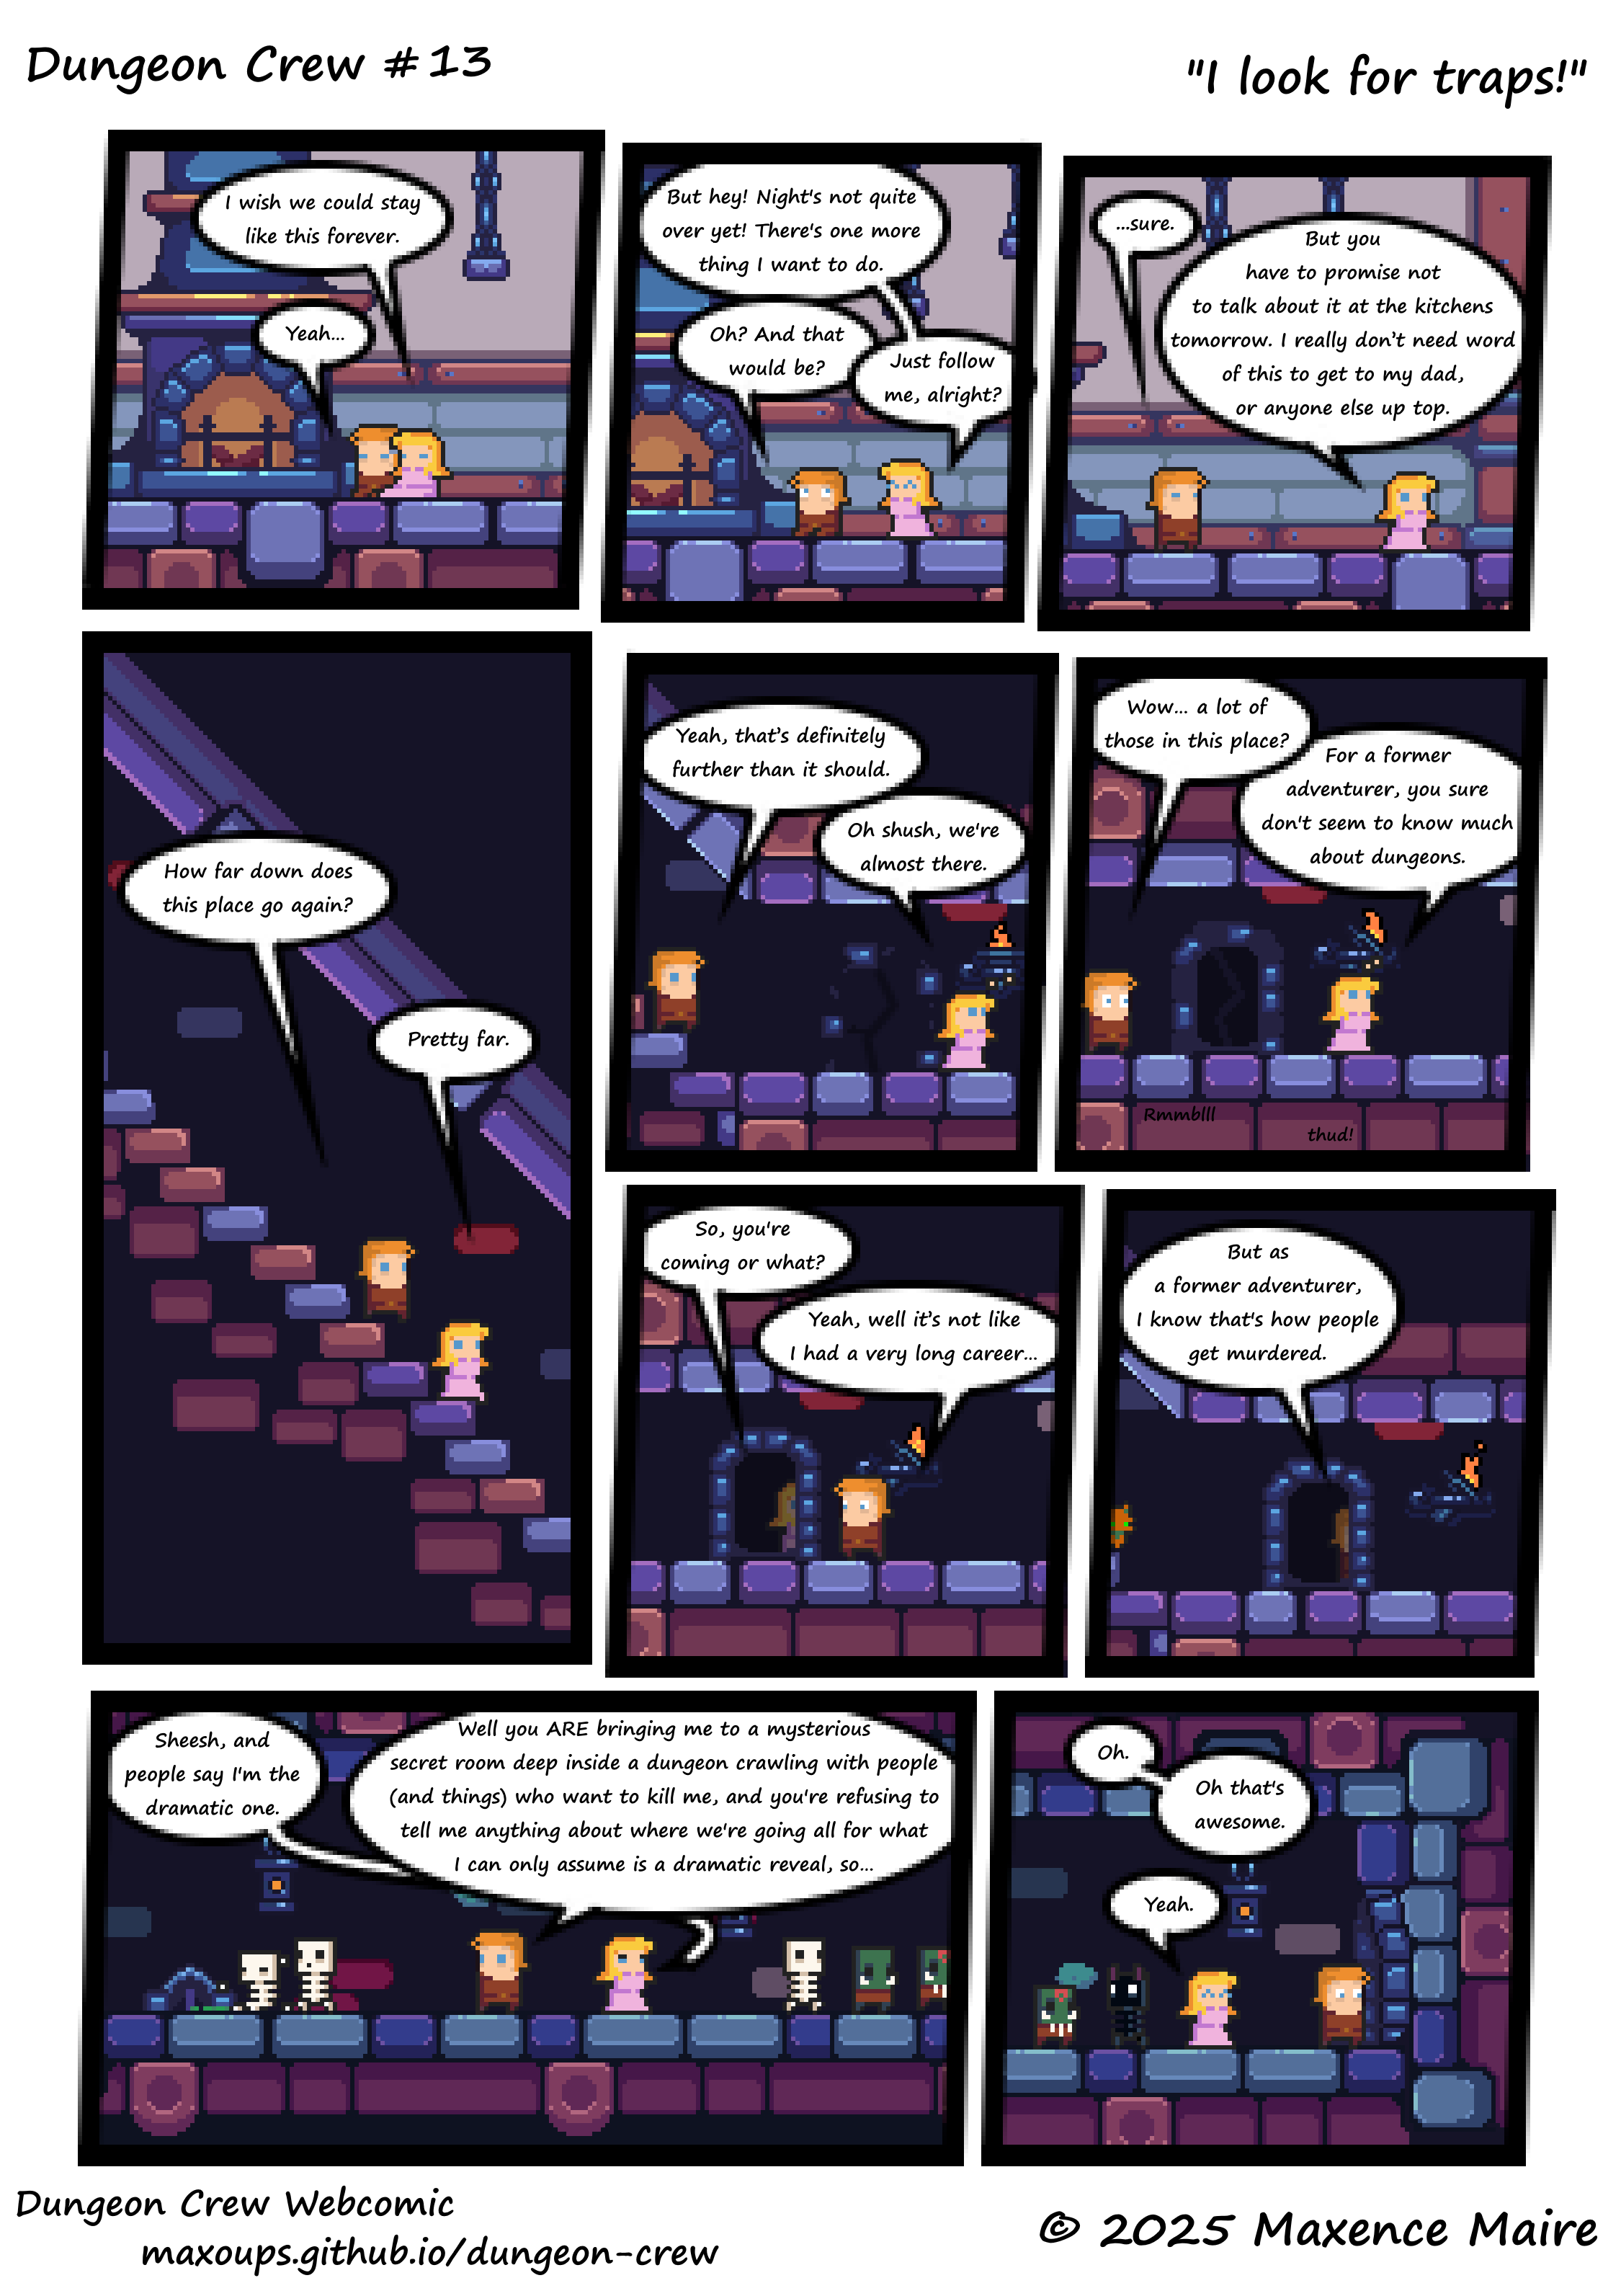 Dungeon Crew #13
"I look for traps!"
I wish we could stay
like this forever.
Yeah...
But hey! Night's not quite
over yet! There's one more
thing I want to do.
Oh? And that
would be?
Just follow
me, alright?
...sure.
But you
have to promise not
to talk about it at the kitchens
tomorrow. I really don’t need word
of this to get to my dad,
or anyone else up top.
How far down does
this place go again?
Pretty far.
Yeah, that’s definitely
further than it should.
Oh shush, we're
almost there.
Wow... a lot of
those in this place?
For a former
adventurer, you sure
don't seem to know much
about dungeons.
Rmmblll
thud!
So, you're
coming or what?
Yeah, well it’s not like
I had a very long career...
But as
a former adventurer,
I know that's how people
get murdered.
Sheesh, and
people say I'm the
dramatic one.
Well you ARE bringing me to a mysterious
secret room deep inside a dungeon crawling with people
(and things) who want to kill me, and you're refusing to
tell me anything about where we're going all for what
I can only assume is a dramatic reveal, so...
Oh.
Oh that's
awesome.
Yeah.
Dungeon Crew Webcomic
maxoups.github.io/dungeon-crew
© 2025 Maxence Maire